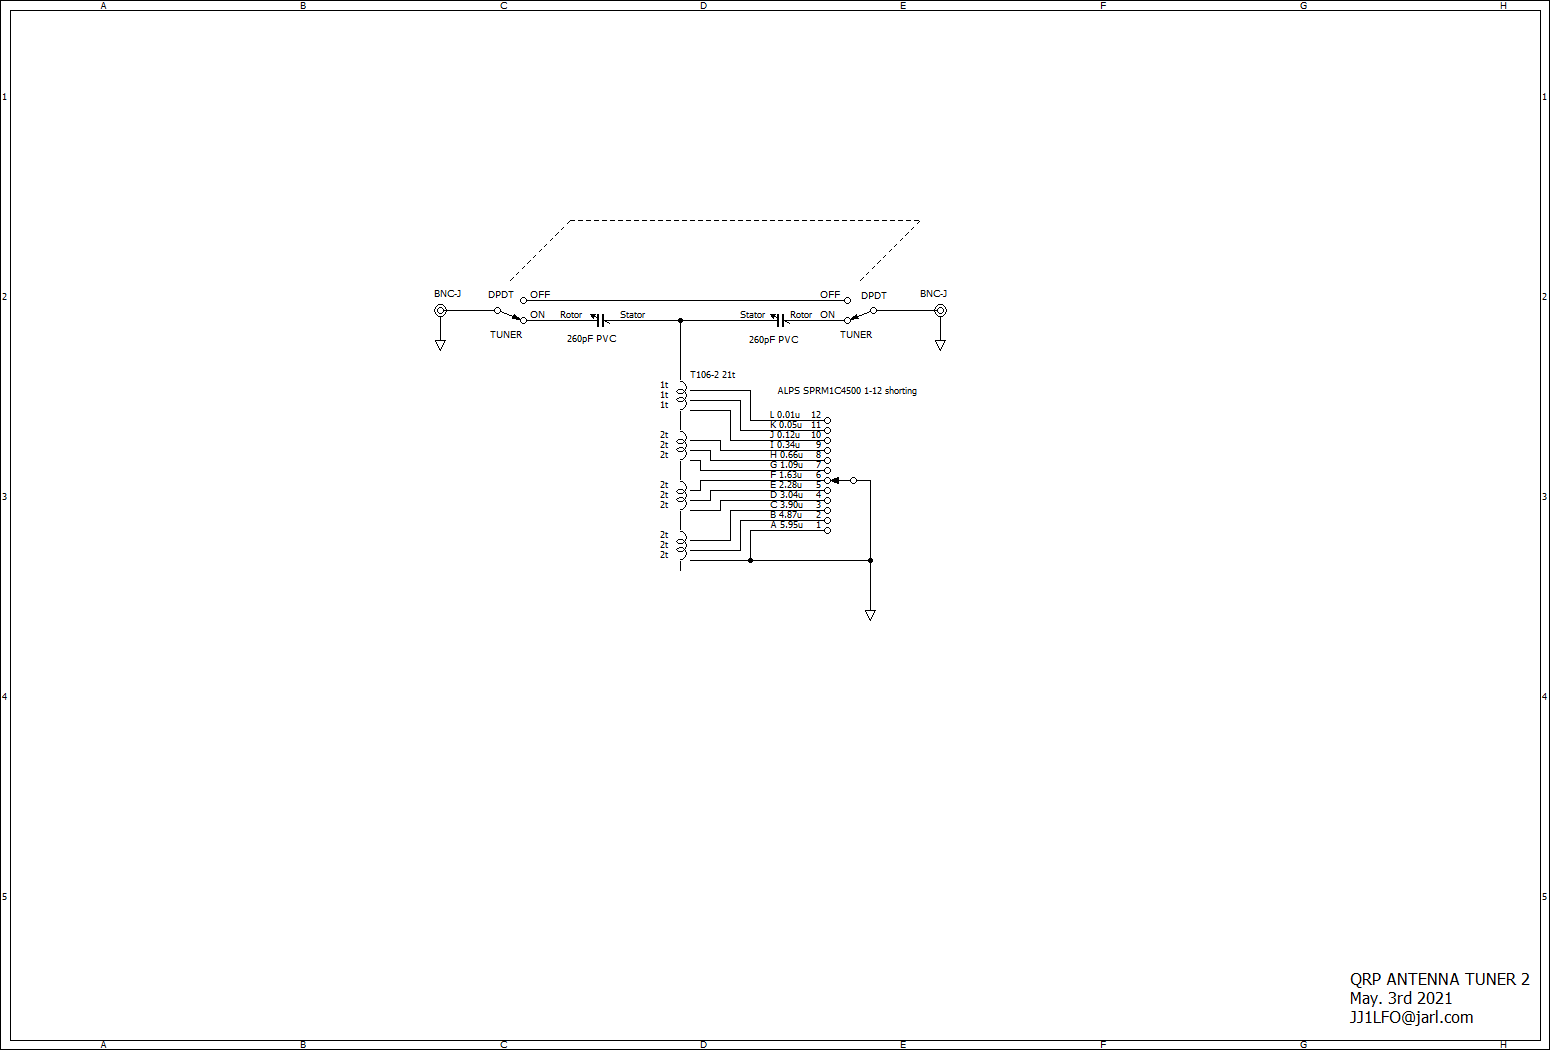 A B C D E F G H
1 1
2 2
3 3
4 4
5 5
BNC-J DPDT OFF OFF DPDT BNC-J
ON Rotor Stator Stator Rotor ON
TUNER 260pF PVC 260pF PVC TUNER
T106-2 21t
ALPS SPRM1C4500 1-12 shorting
1t
1t
1t
2t
2t
2t
2t
2t
2t
2t
2t
2t
L 0.01u 12
K 0.05u 11
J 0.12u 10
I 0.34u 9
H 0.66u 8
G 1.09u 7
F 1.63u 6
E 2.28u 5
D 3.04u 4
C 3.90u 3
B 4.87u 2
A 5.95u 1
QRP ANTENNA TUNER 2
May. 3rd 2021
JJ1LFO@jarl.com
A B C D E F G H